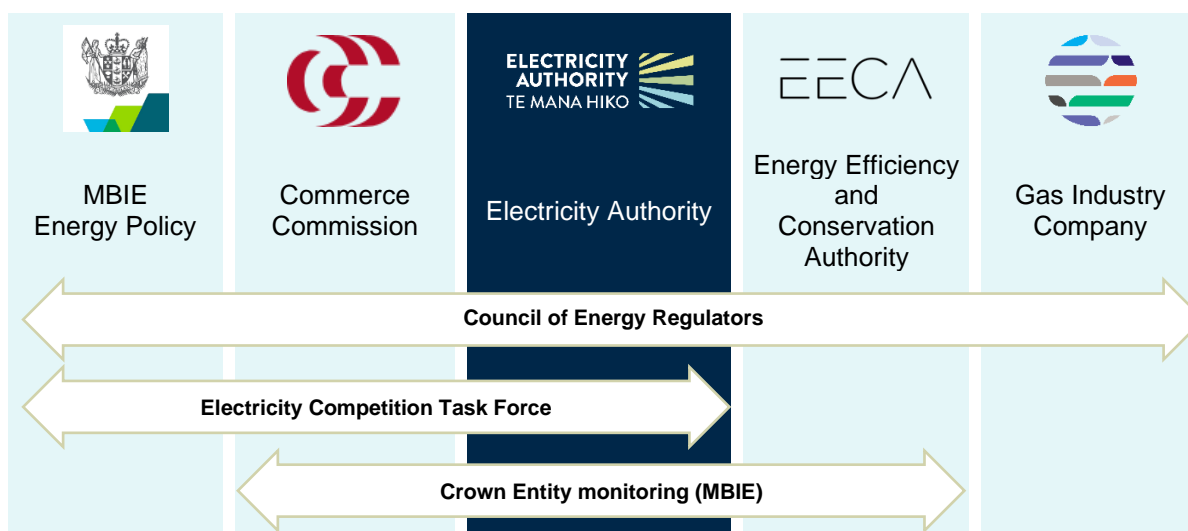 ELECTRICITY
AUTHORITY
TE MANA HIKO
EECA
MBIE
Energy Policy
Commerce
Commission
Electricity Authority
Energy Efficiency
and
Conservation
Authority
Gas Industry
Company
Council of Energy Regulators
Electricity Competition Task Force
Crown Entity monitoring (MBIE)